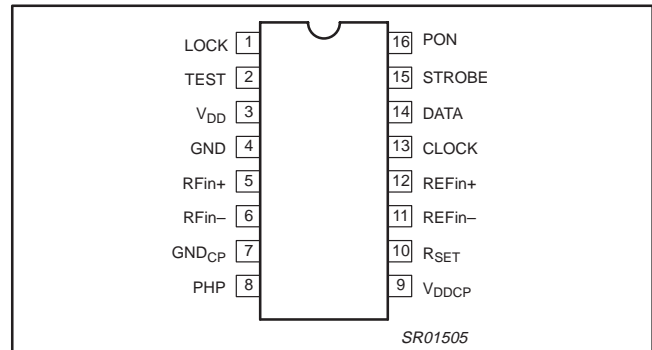 LOCK 1 16 PON
TEST 2 15 STROBE
VDD 3 14 DATA
GND 4 13 CLOCK
RFin+ 5 12 REFin+
RFin– 6 11 REFin–
GNDCP 7 10 RSET
PHP 8 9 VDDCP
SR01505